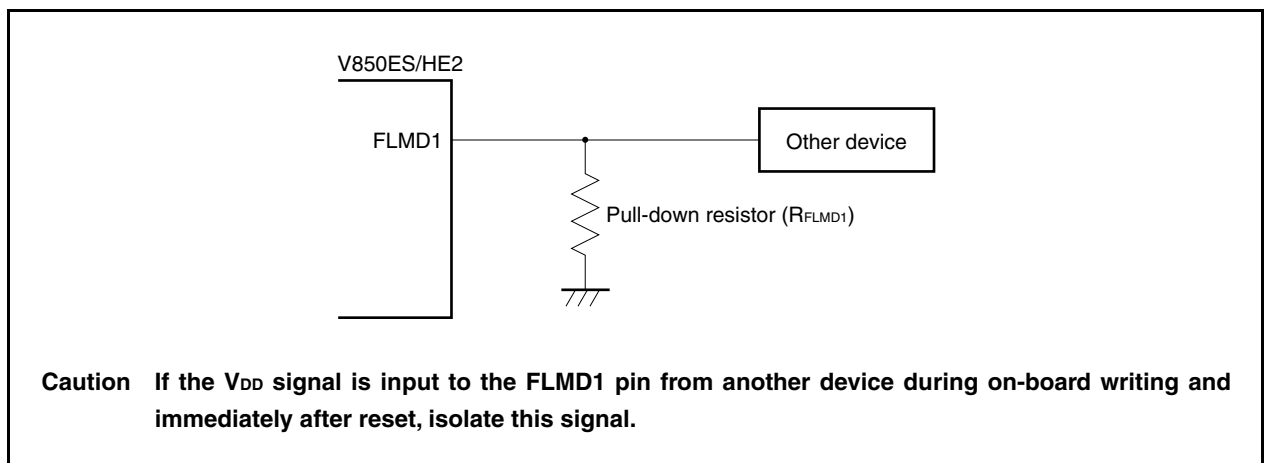 V850ES/HE2
FLMD1
Other device
Pull-down resistor (RFLMD1)
Caution If the VDD signal is input to the FLMD1 pin from another device during on-board writing and
immediately after reset, isolate this signal.